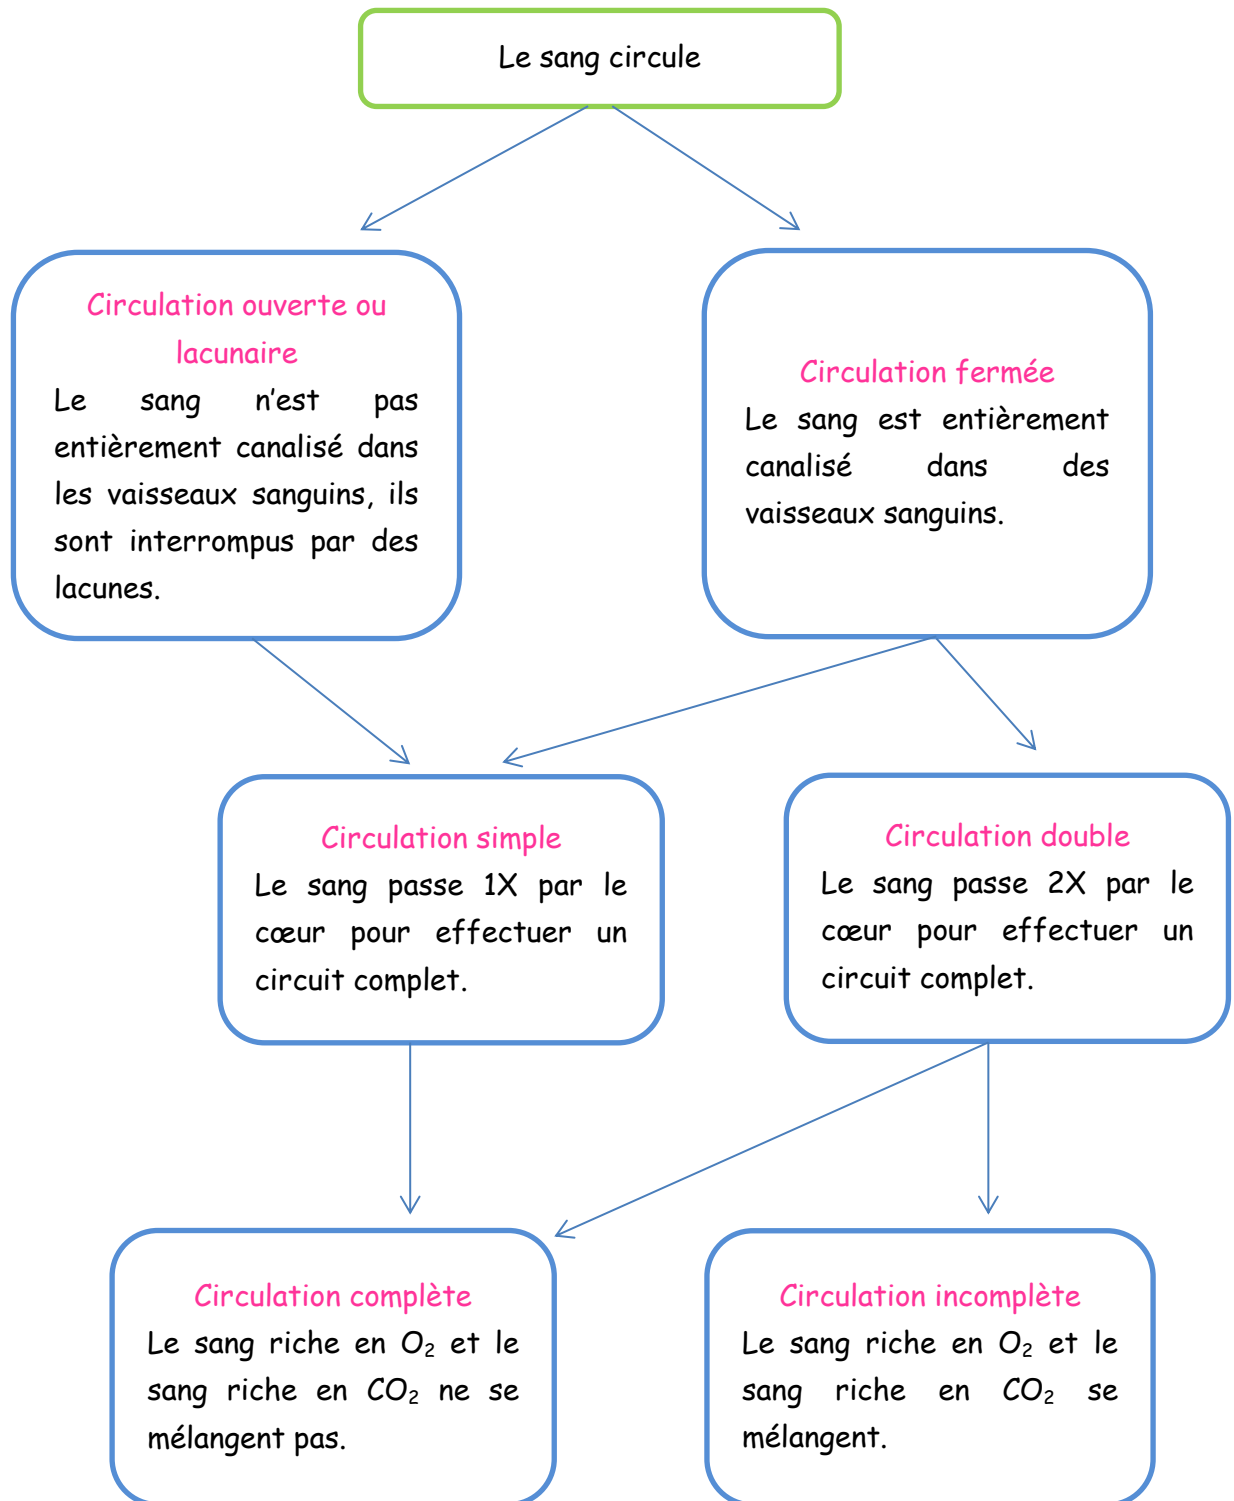 Le sang circule
Circulation ouverte ou
lacunaire
Le sang n'est pas
entièrement canalisé dans
les vaisseaux sanguins, ils
sont interrompus par des
lacunes.
Circulation fermée
Le sang est entièrement
canalisé dans des
vaisseaux sanguins.
Circulation simple
Le sang passe 1X par le
cœur pour effectuer un
circuit complet.
Circulation double
Le sang passe 2X par le
cœur pour effectuer un
circuit complet.
Circulation complète
Le sang riche en O₂ et le
sang riche en CO₂ ne se
mélangent pas.
Circulation incomplète
Le sang riche en O₂ et le
sang riche en CO₂ se
mélangent.